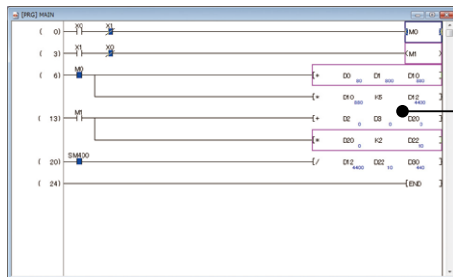 [PRG] MAIN
X0 X1
( 0) [M0 ]
X1 X0
( 3) (M1 )
M0
( 6) [+ D0 D1 D10 ]
80 800 880
[* D10 K5 D12 ]
880 4400
M1
( 13) [+ D2 D3 D20 ]
0 0 0
[* D20 K2 D22 ]
0 10
SM400
( 20) [/ D12 D22 D30 ]
4400 10 440
( 24) [END ]